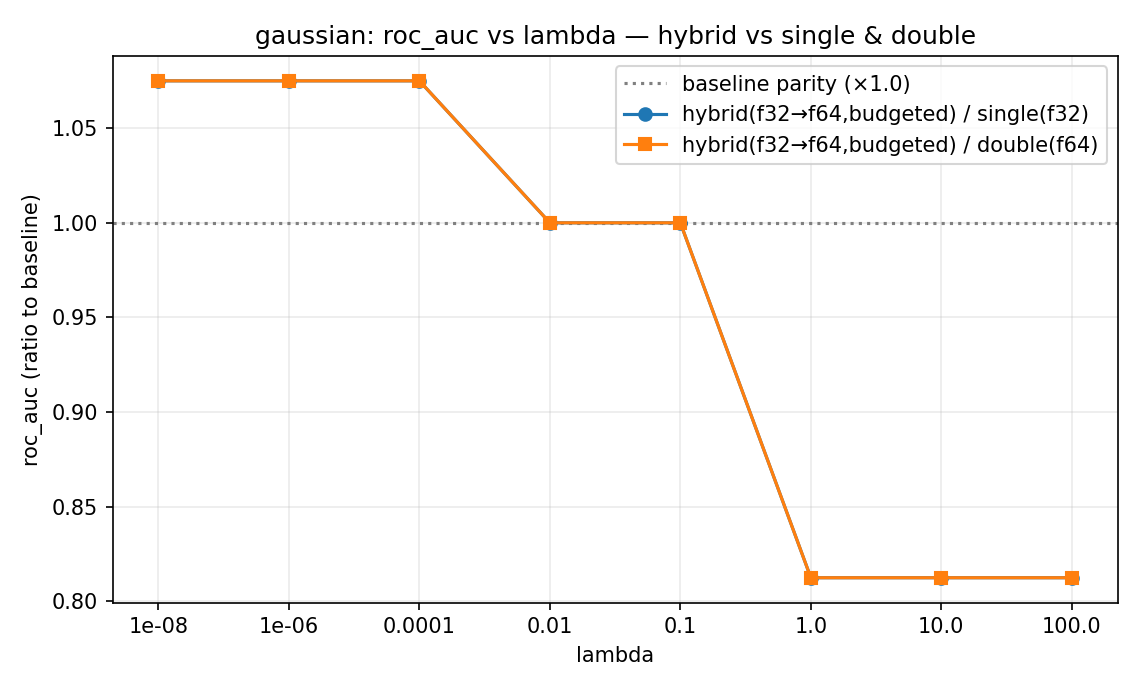 gaussian: roc_auc vs lambda — hybrid vs single & double
baseline parity (×1.0)
hybrid(f32→f64,budgeted) / single(f32)
hybrid(f32→f64,budgeted) / double(f64)
roc_auc (ratio to baseline)
1.05
1.00
0.95
0.90
0.85
0.80
1e-08
1e-06
0.0001
0.01
0.1
1.0
10.0
100.0
lambda